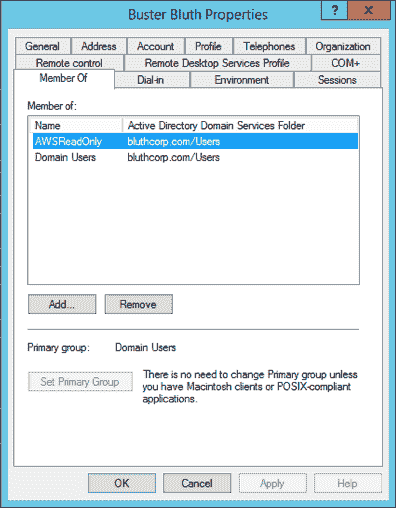 Buster Bluth Properties
?
x
General Address Account Profile Telephones Organization
Remote control Remote Desktop Services Profile COM+
Member Of Dial-in Environment Sessions
Member of:
Name Active Directory Domain Services Folder
AWSReadOnly bluthcorp.com/Users
Domain Users bluthcorp.com/Users
Add... Remove
Primary group: Domain Users
Set Primary Group
There is no need to change Primary group unless
you have Macintosh clients or POSIX-compliant
applications.
OK Cancel Apply Help